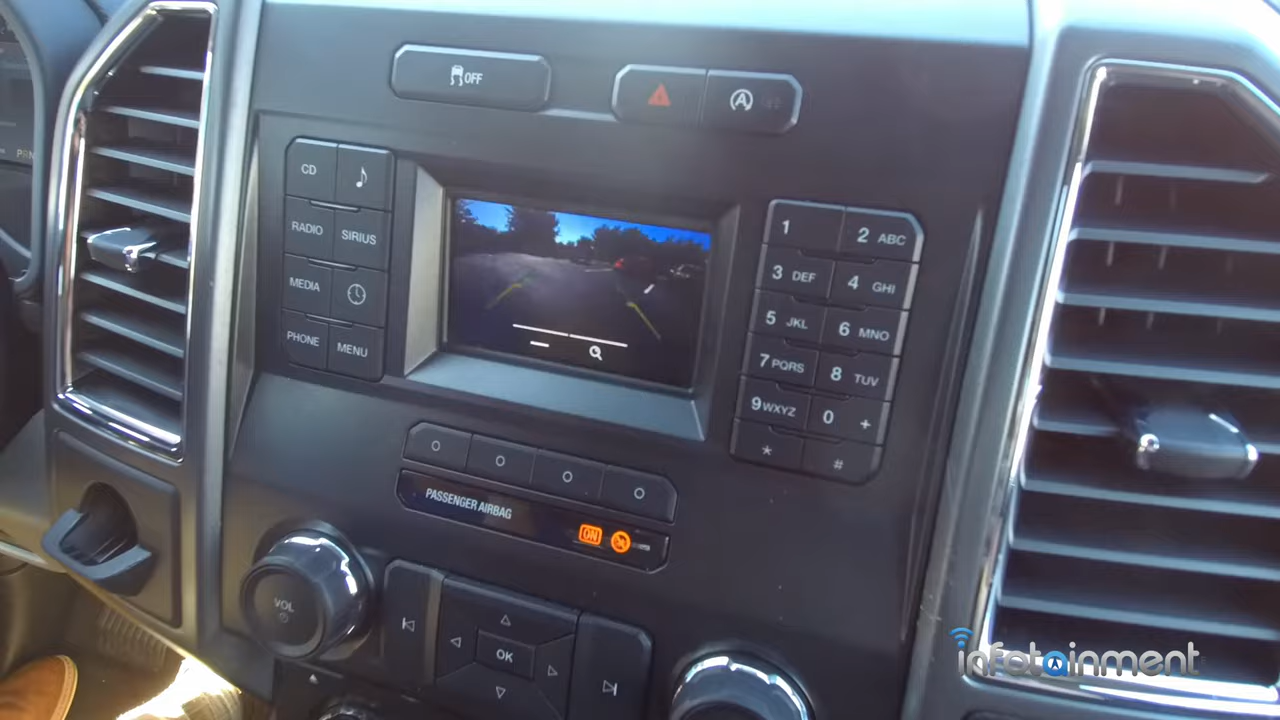 OFF
CD
RADIO
SIRIUS
MEDIA
PHONE
MENU
1
2 ABC
3 DEF
4 GHI
5 JKL
6 MNO
7 PQRS
8 TUV
9 WXYZ
0 +
* #
PASSENGER AIRBAG
ON
VOL
OK
infotainment